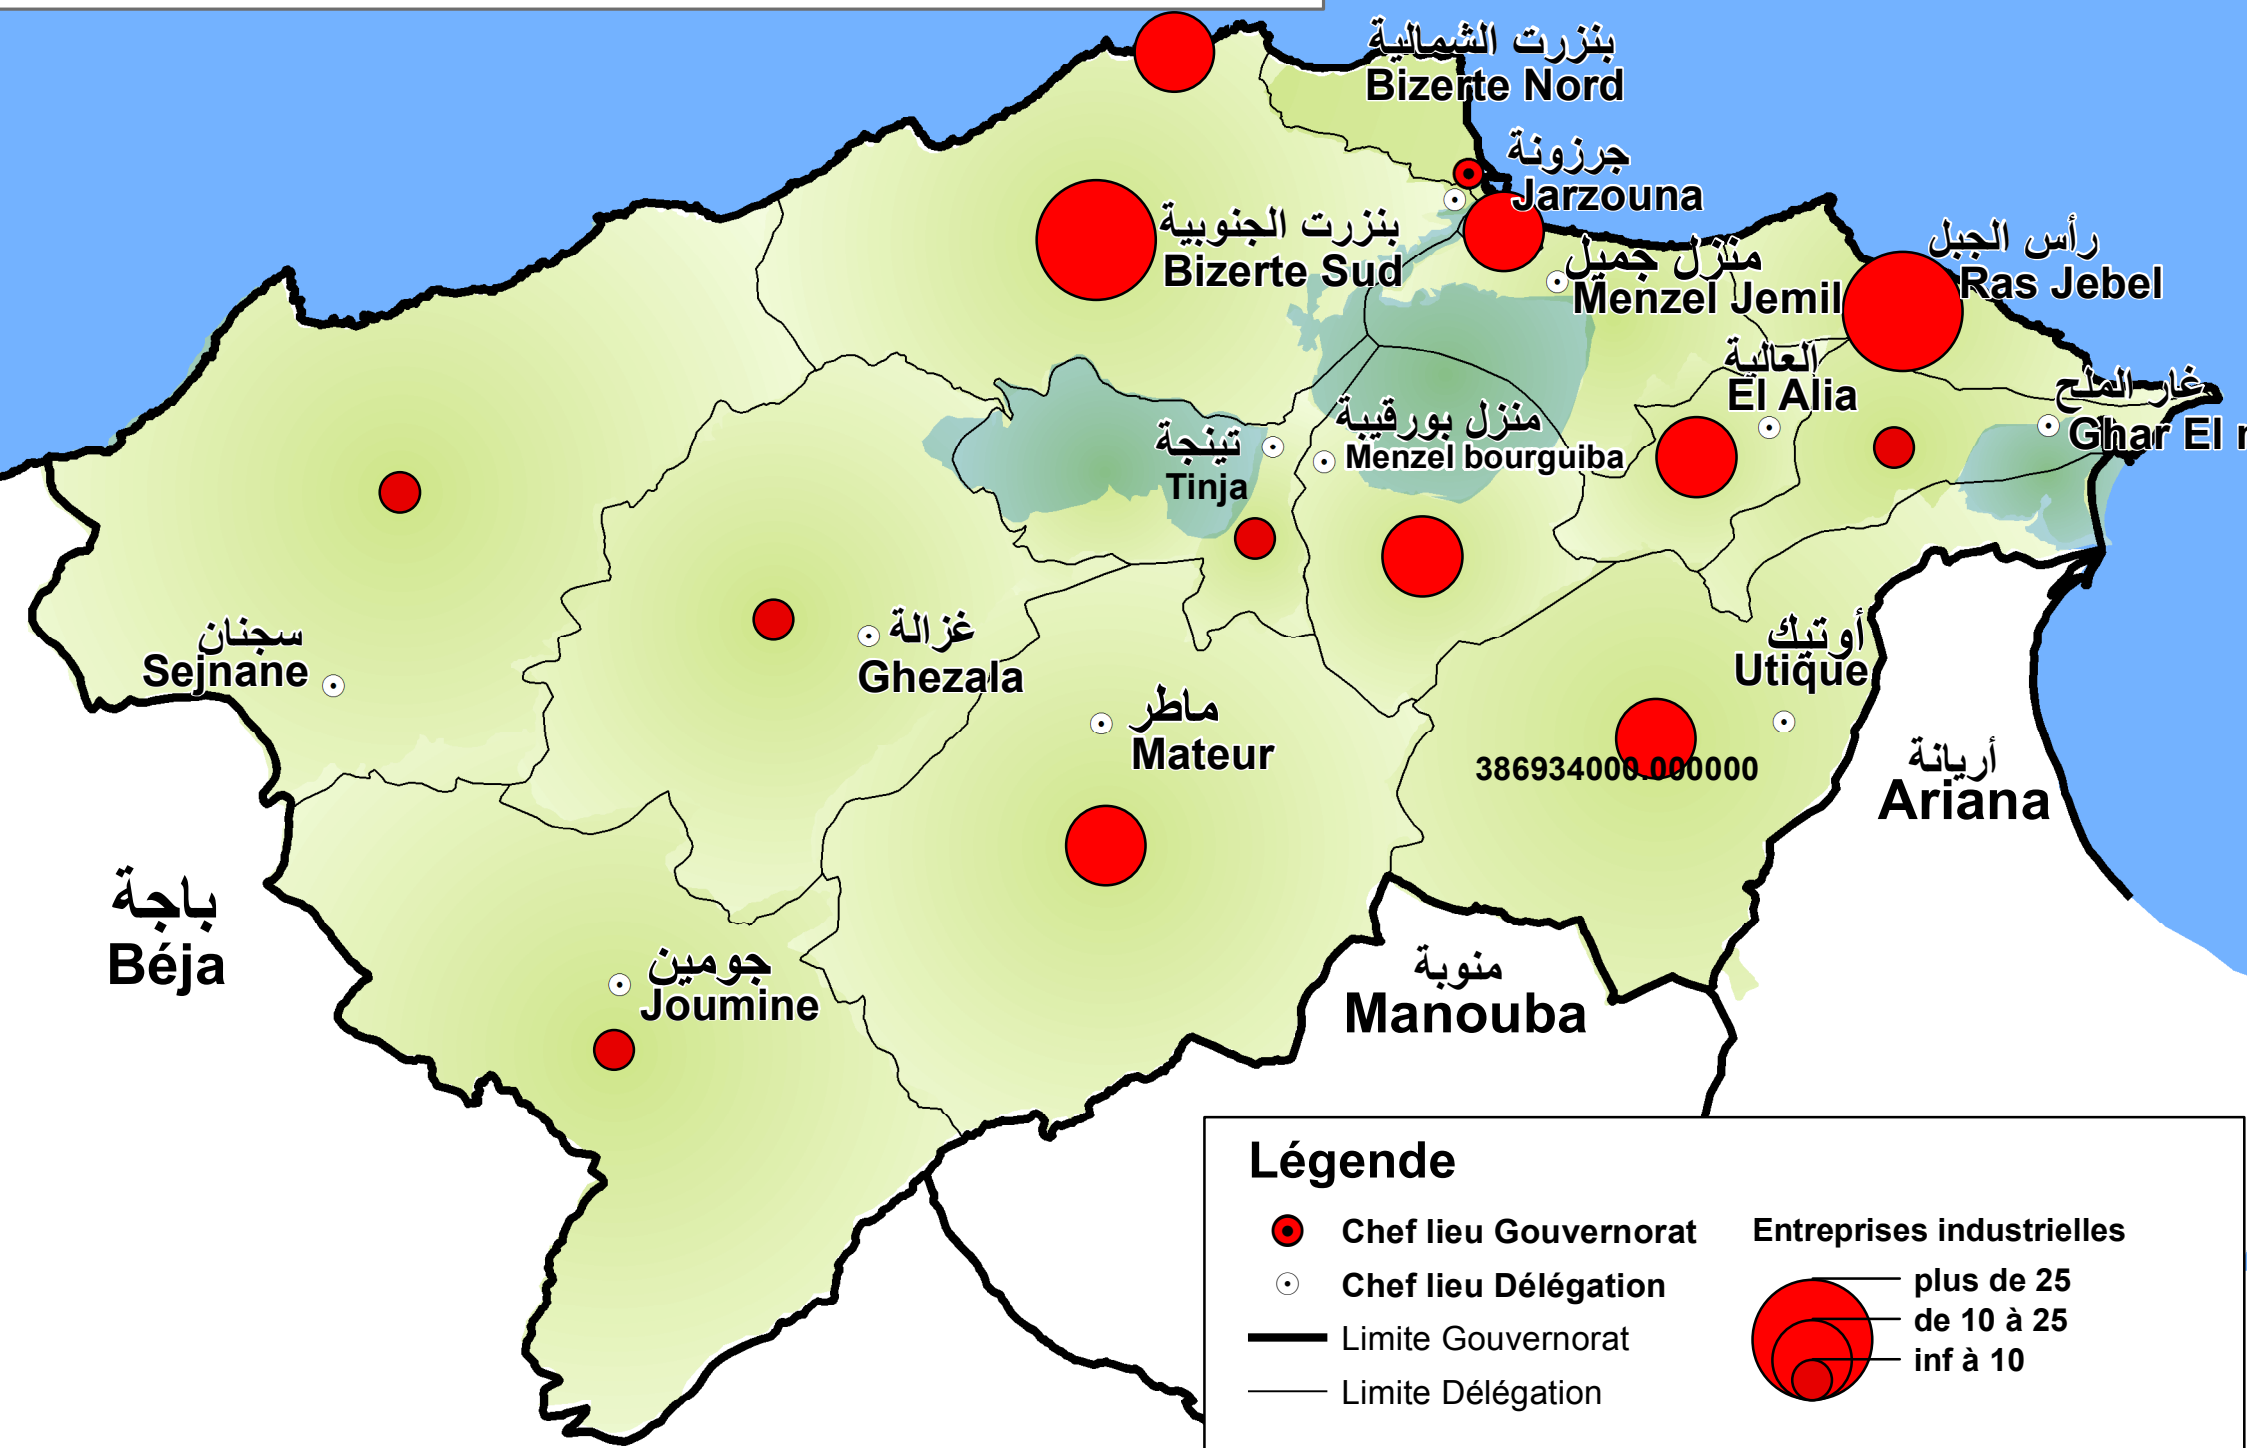 بنزرت الشمالية
Bizerte Nord
جرزونة
Jarzouna
بنزرت الجنوبية
Bizerte Sud
منزل جميل
Menzel Jemil
رأس الجبل
Ras Jebel
العالية
El Alia
غار الملح
Ghar El
تينجة
Tinja
منزل بورقيبة
Menzel bourguiba
سجنان
Sejnane
غزالة
Ghezala
ماطر
Mateur
أوتيك
Utique
386934000.000000
أريانة
Ariana
باجة
Béja
جومين
Joumine
منوبة
Manouba
Légende
Chef lieu Gouvernorat
Chef lieu Délégation
Limite Gouvernorat
Limite Délégation
Entreprises industrielles
plus de 25
de 10 à 25
inf à 10